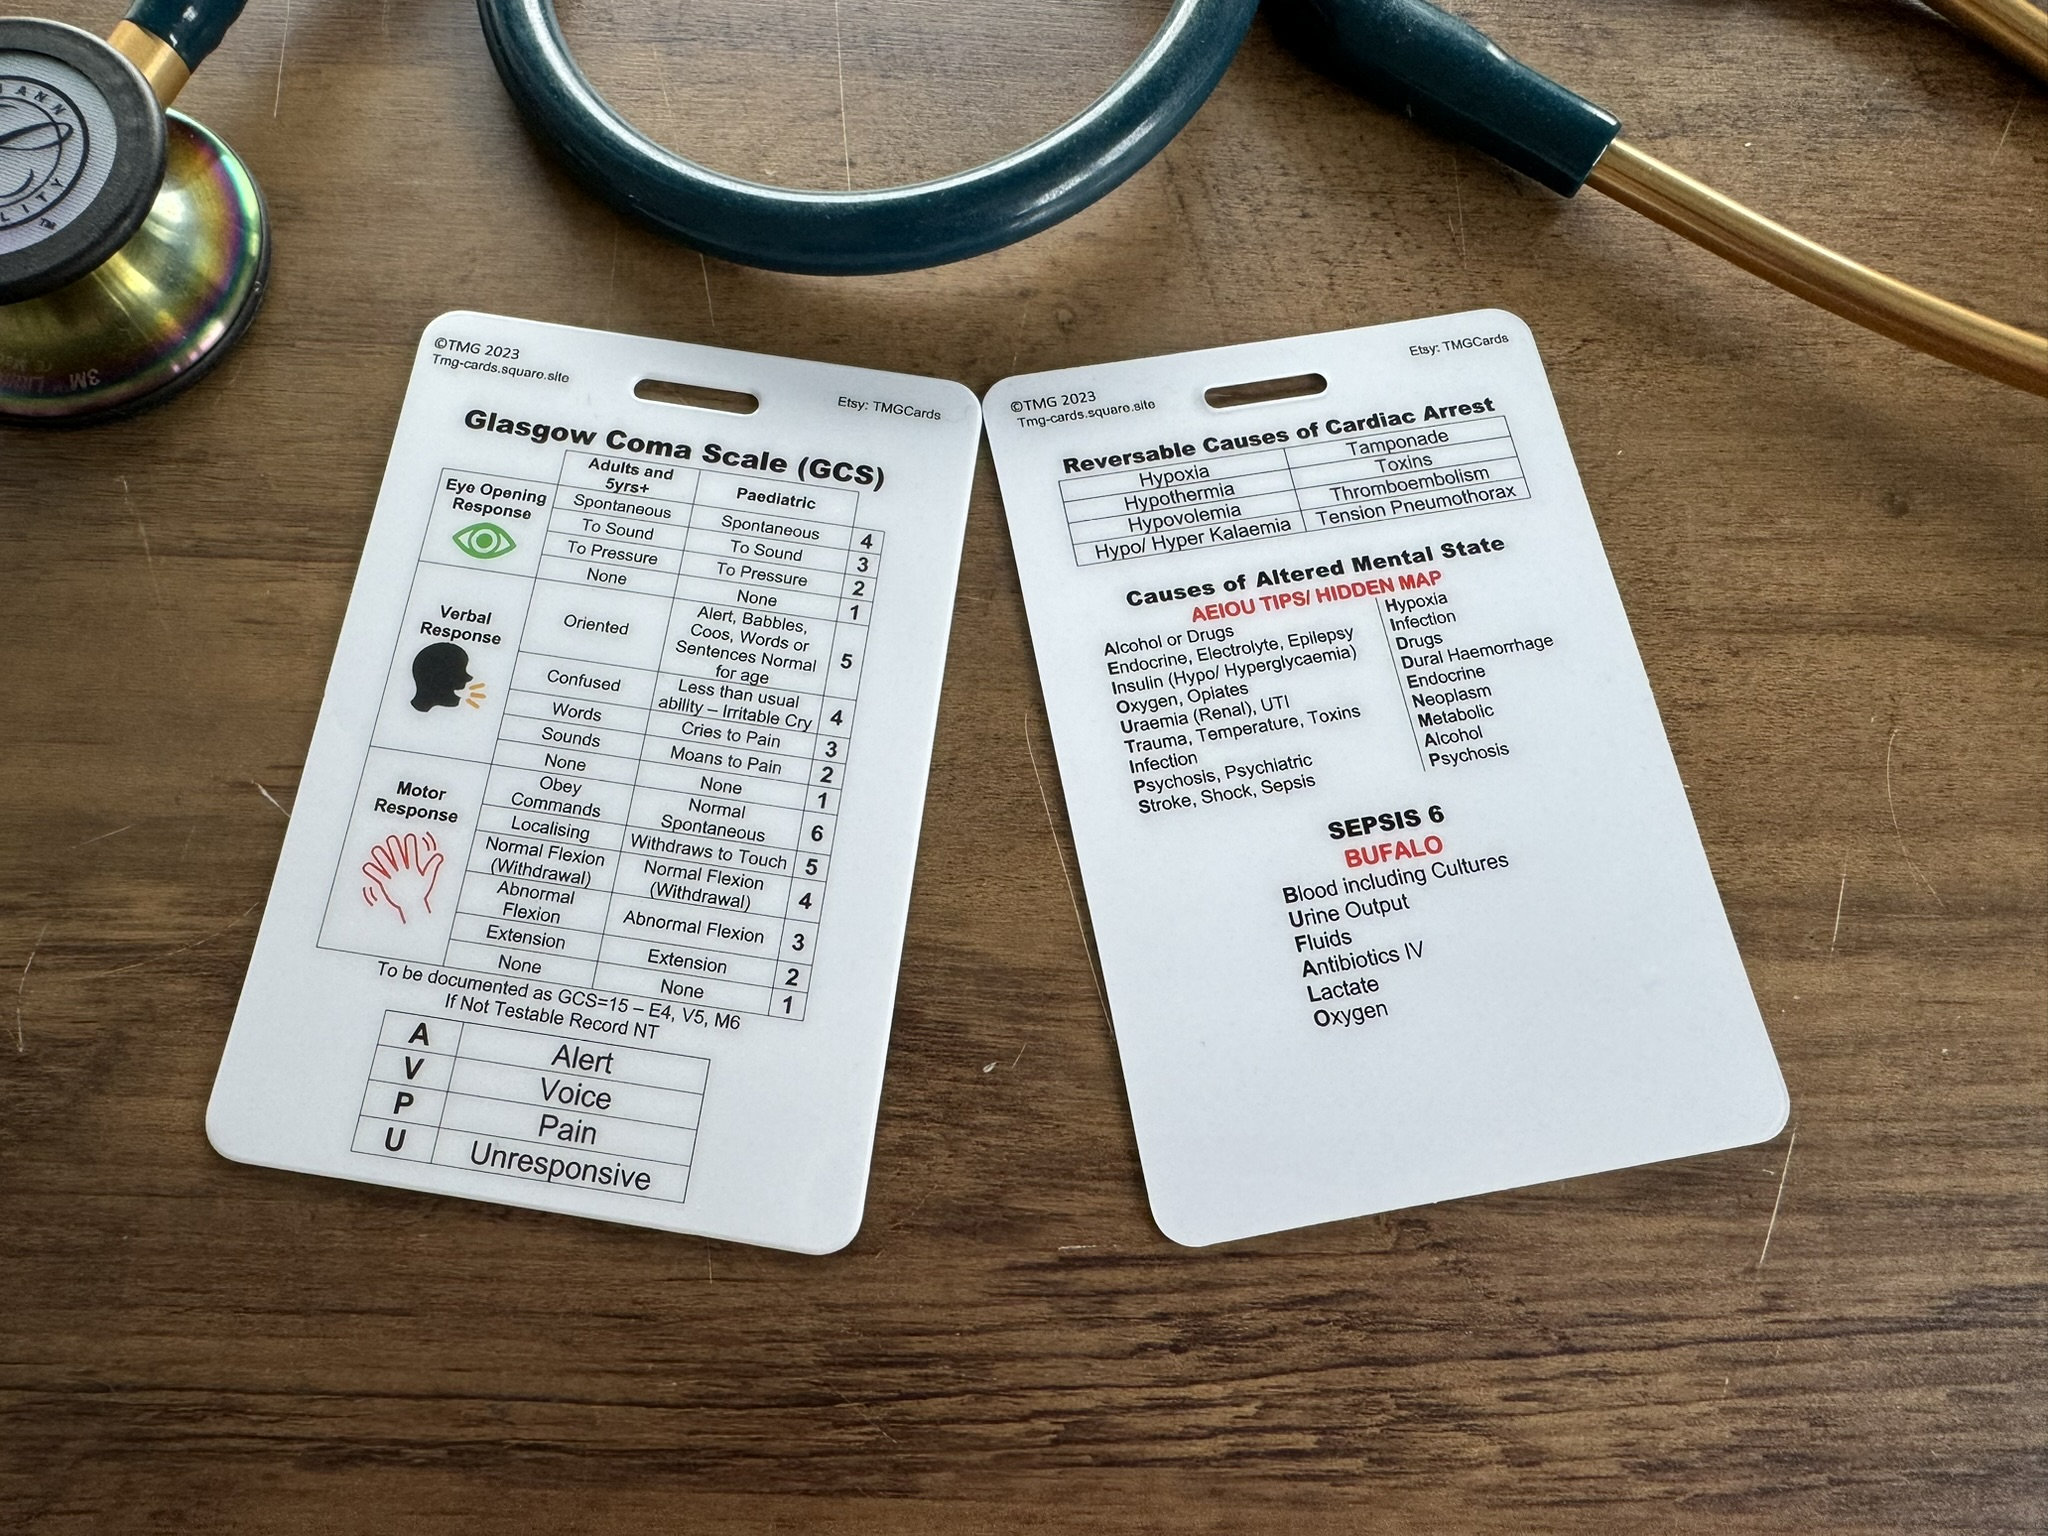 ©TMG 2023
Tmg-cards.square.site
Etsy: TMGCards
Glasgow Coma Scale (GCS)
Adults and
5yrs+
Paediatric
Eye Opening
Response
Spontaneous
Spontaneous
4
To Sound
To Sound
3
To Pressure
To Pressure
2
None
None
1
Verbal
Response
Oriented
Alert, Babbles,
Coos, Words or
Sentences Normal
for age
5
Confused
Less than usual
ability – Irritable Cry
4
Words
Cries to Pain
3
Sounds
Moans to Pain
2
None
None
1
Motor
Response
Obey
Commands
Normal
Spontaneous
6
Localising
Withdraws to Touch
5
Normal Flexion
(Withdrawal)
Normal Flexion
(Withdrawal)
4
Abnormal
Flexion
Abnormal Flexion
3
Extension
Extension
2
None
None
1
To be documented as GCS=15 – E4, V5, M6
If Not Testable Record NT
A Alert
V Voice
P Pain
U Unresponsive
©TMG 2023
Tmg-cards.square.site
Etsy: TMGCards
Reversable Causes of Cardiac Arrest
Hypoxia Tamponade
Hypothermia Toxins
Hypovolemia Thromboembolism
Hypo/ Hyper Kalaemia Tension Pneumothorax
Causes of Altered Mental State
AEIOU TIPS/ HIDDEN MAP
Alcohol or Drugs
Endocrine, Electrolyte, Epilepsy
Insulin (Hypo/ Hyperglycaemia)
Oxygen, Opiates
Uraemia (Renal), UTI
Trauma, Temperature, Toxins
Infection
Psychosis, Psychiatric
Stroke, Shock, Sepsis
Hypoxia
Infection
Drugs
Dural Haemorrhage
Endocrine
Neoplasm
Metabolic
Alcohol
Psychosis
SEPSIS 6
BUFALO
Blood including Cultures
Urine Output
Fluids
Antibiotics IV
Lactate
Oxygen